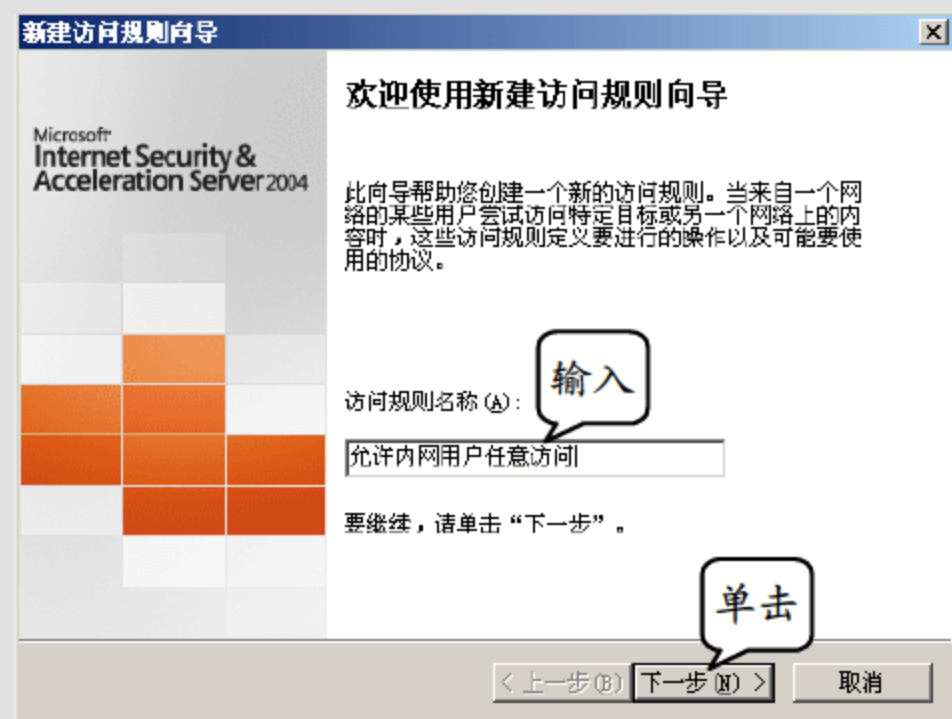 新建访问规则向导
欢迎使用新建访问规则向导
Microsoft
Internet Security &
Acceleration Server 2004
此向导帮助您创建一个新的访问规则。当来自一个网
络的某些用户尝试访问特定目标或另一个网络上的内
容时，这些访问规则定义要进行的操作以及可能要使
用的协议。
输入
访问规则名称(A):
允许内网用户任意访问
要继续，请单击“下一步”。
单击
< 上一步(B)
下一步(N) >
取消